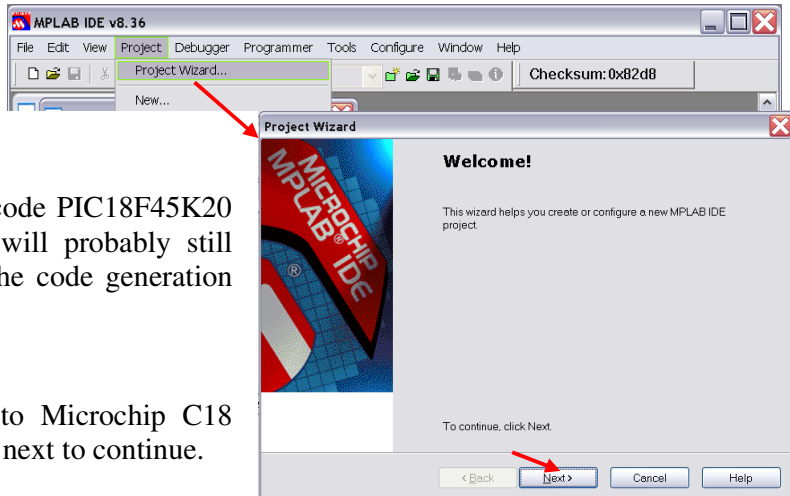 MPLAB IDE v8.36
File Edit View Project Debugger Programmer Tools Configure Window Help
Project Wizard...
Checksum: 0x82d8
New...
Project Wizard
MICROCHIP
MPLAB® IDE
Welcome!
This wizard helps you create or configure a new MPLAB IDE
project.
code PIC18F45K20
will probably still
he code generation
to Microchip C18
next to continue.
To continue, click Next.
< Back Next > Cancel Help